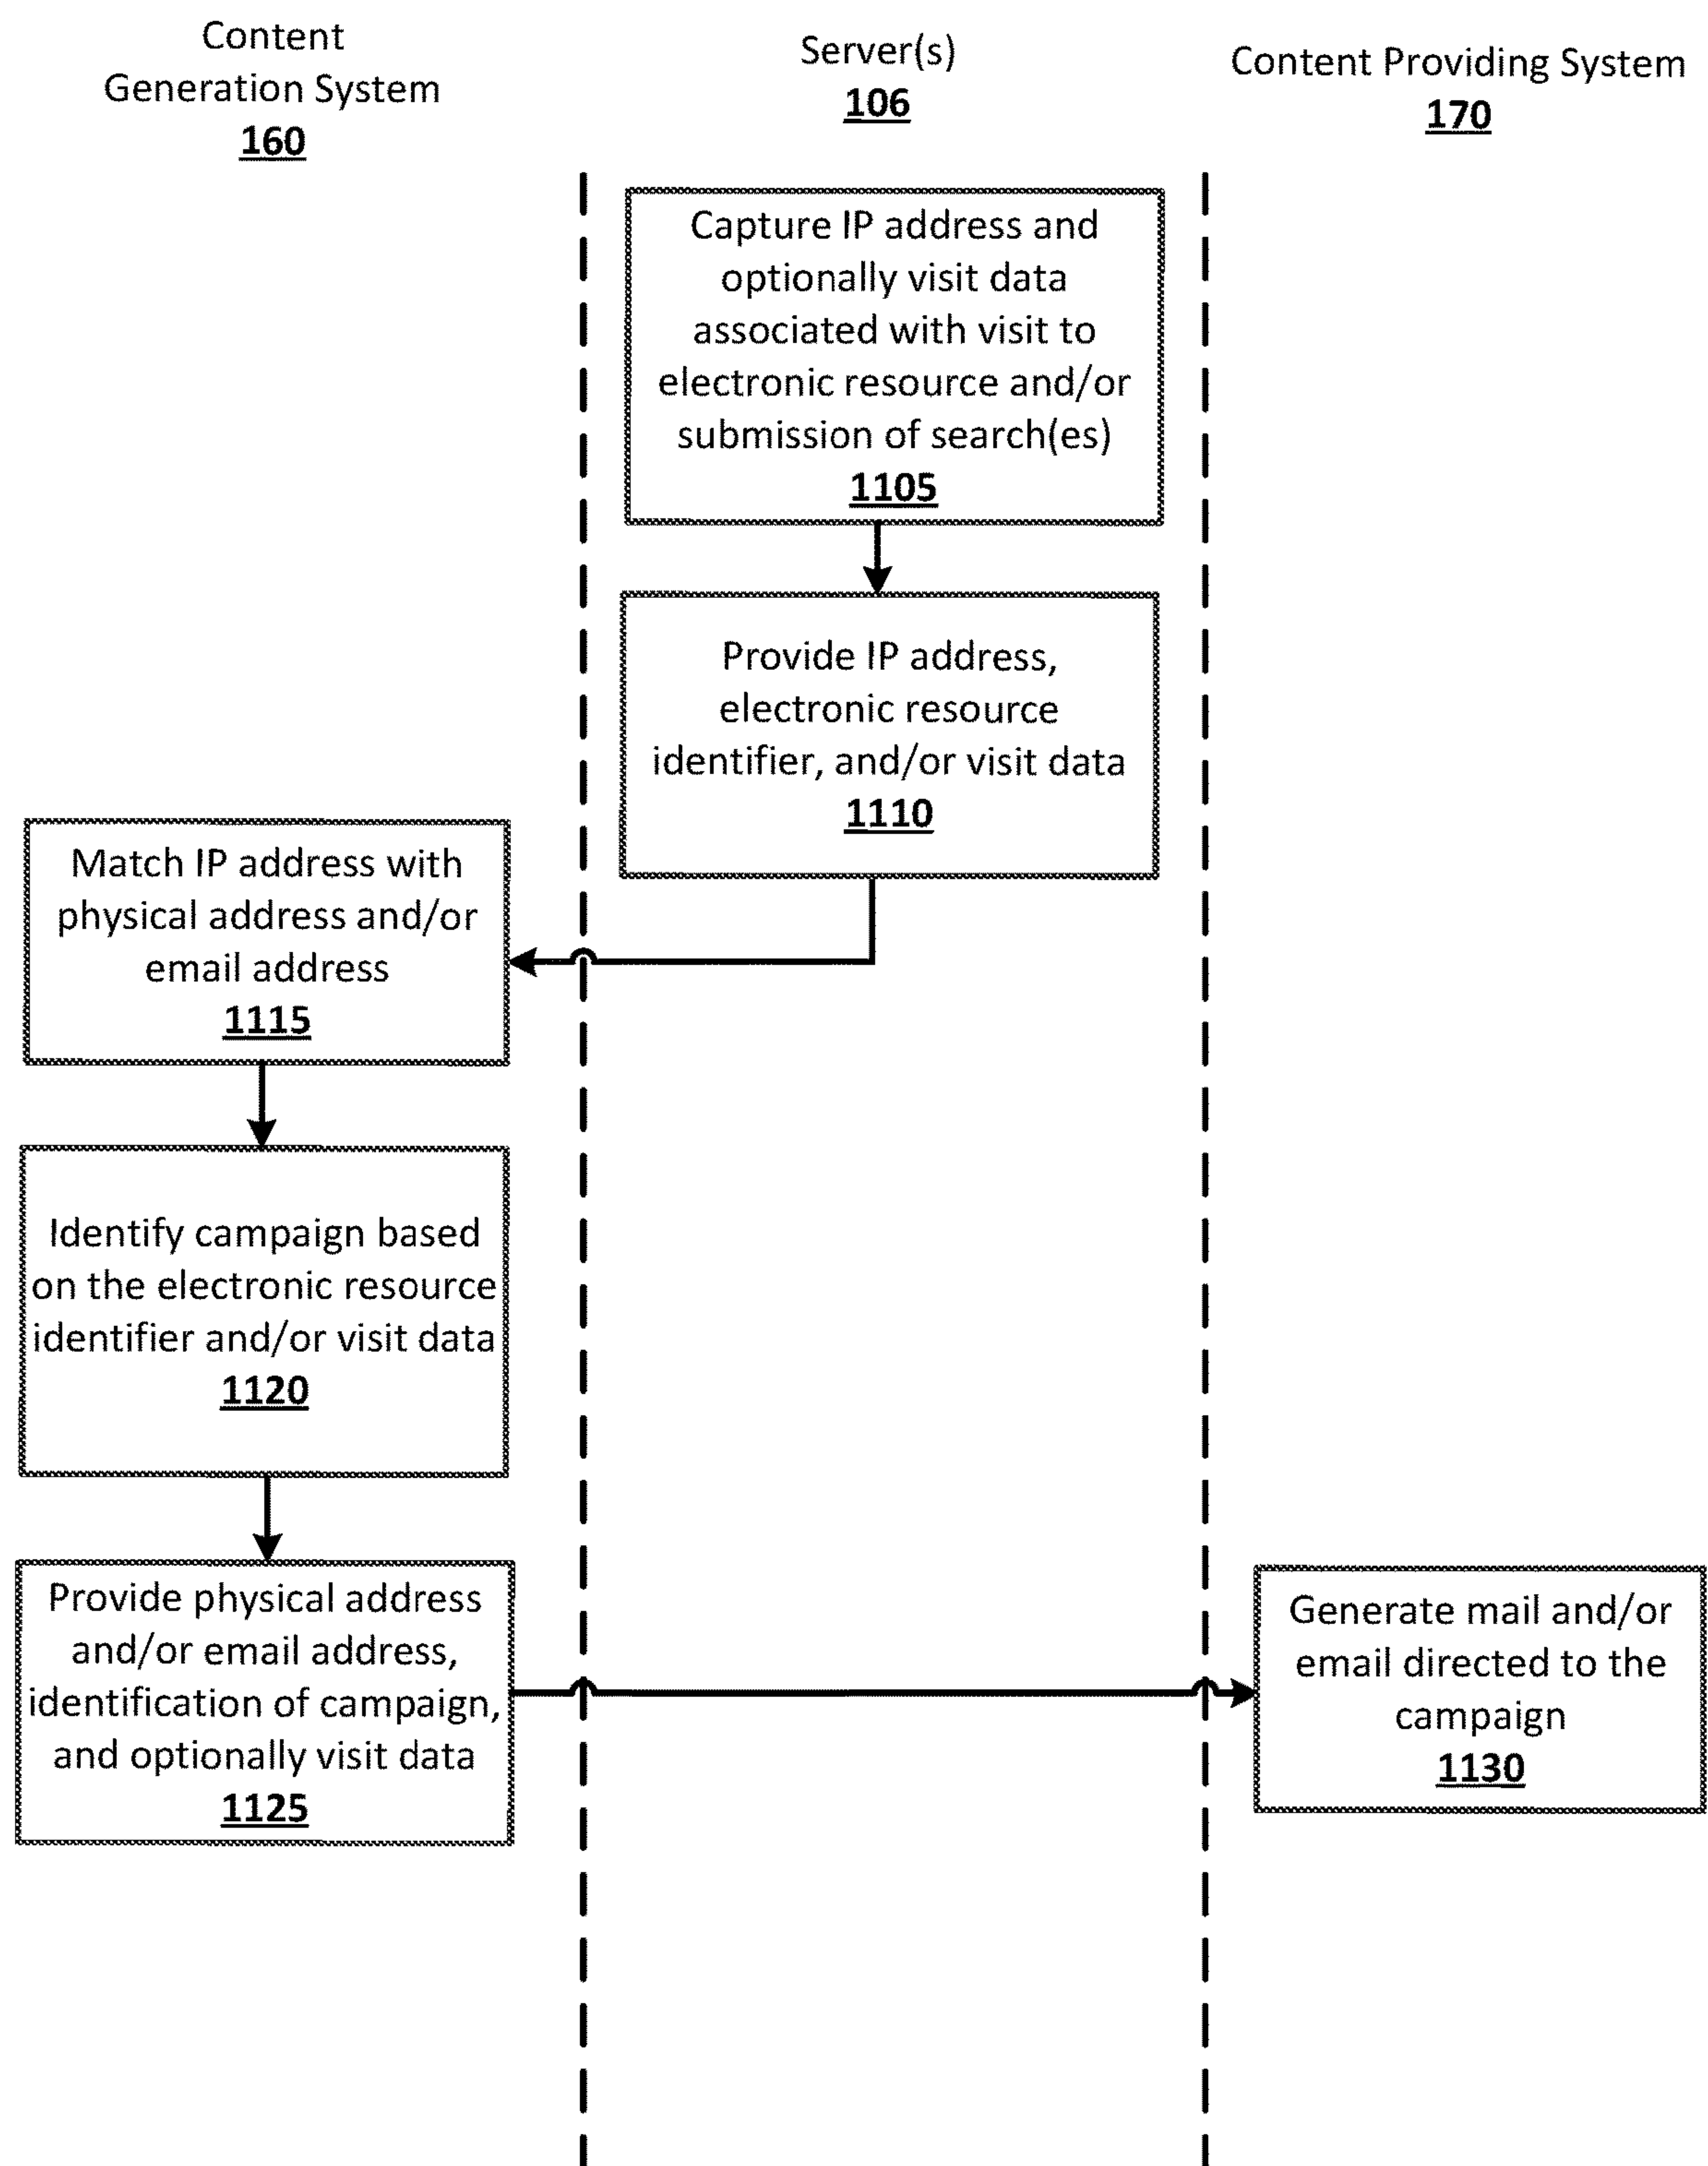 Content
Generation System
160
Server(s)
106
Content Providing System
170
Capture IP address and
optionally visit data
associated with visit to
electronic resource and/or
submission of search(es)
1105
Provide IP address,
electronic resource
identifier, and/or visit data
1110
Match IP address with
physical address and/or
email address
1115
Identify campaign based
on the electronic resource
identifier and/or visit data
1120
Provide physical address
and/or email address,
identification of campaign,
and optionally visit data
1125
Generate mail and/or
email directed to the
campaign
1130